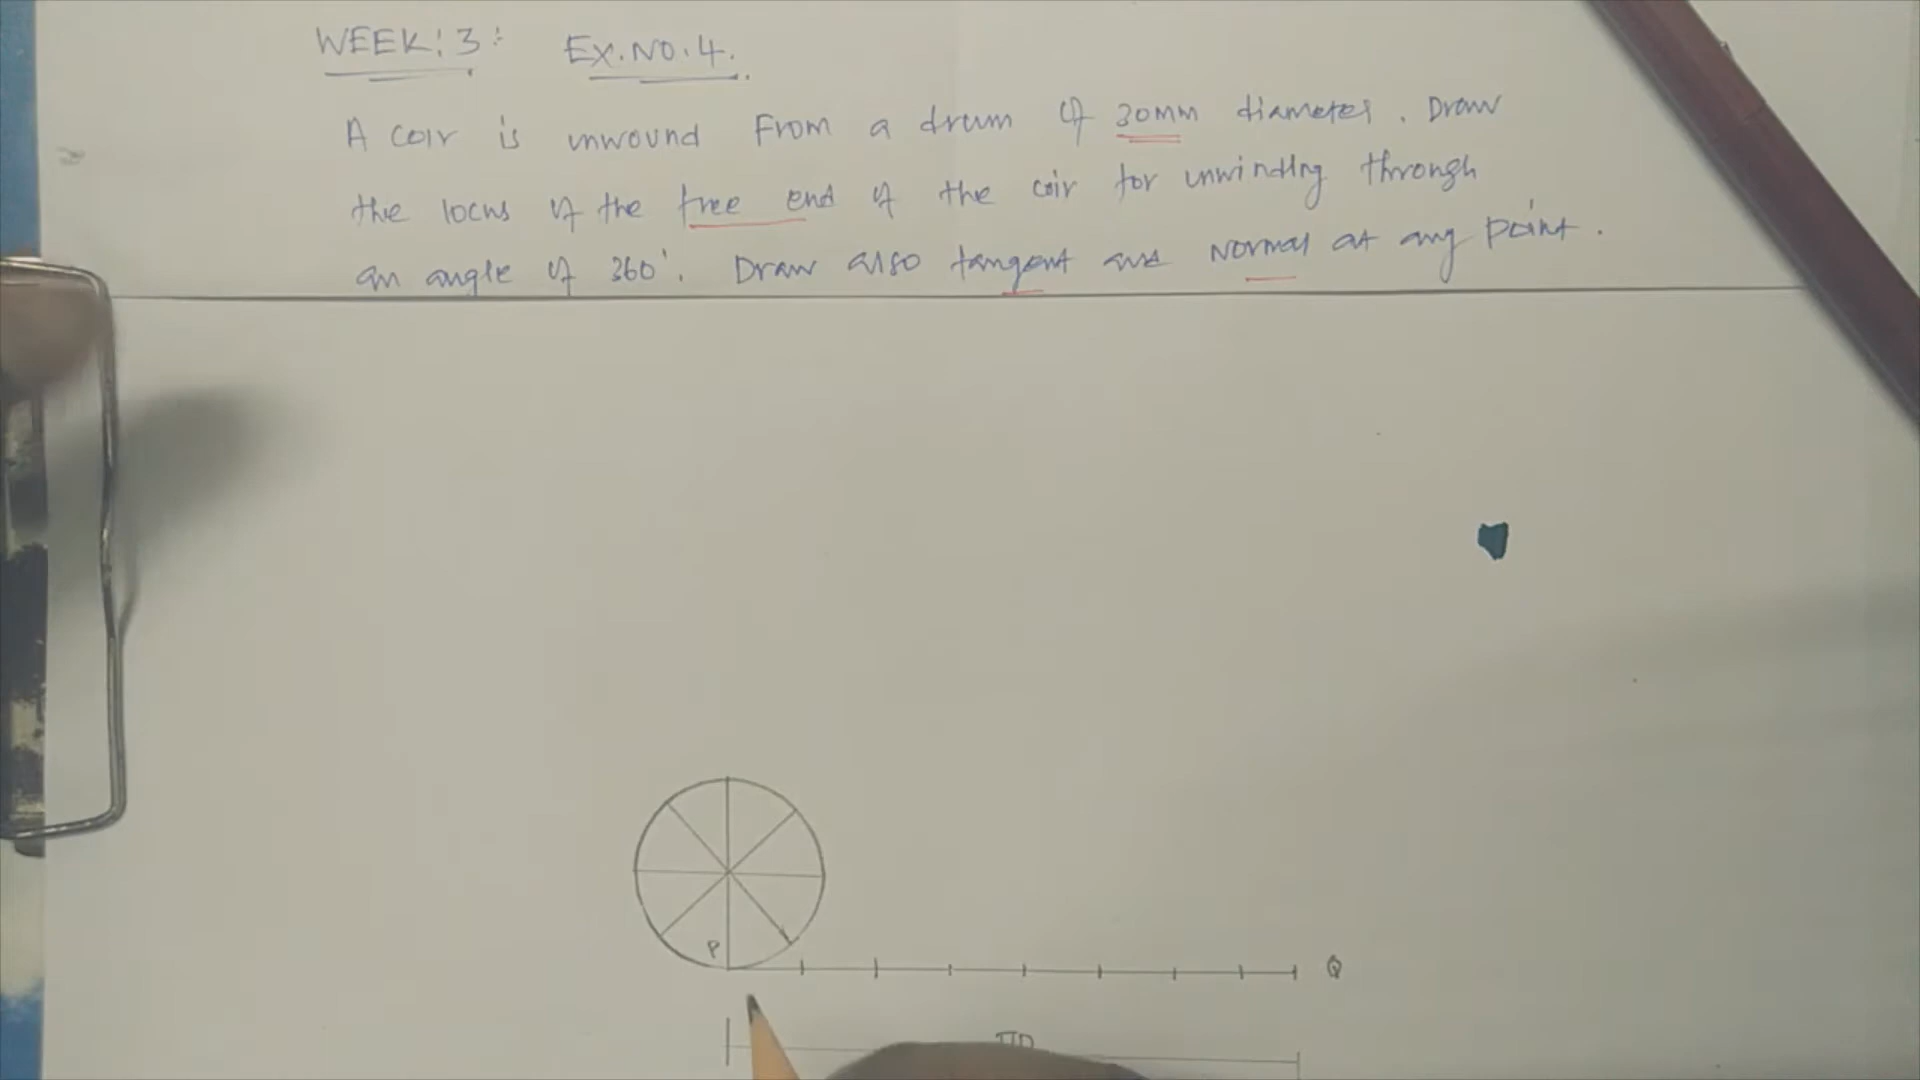 WEEK: 3: Ex.No.4.
A coir is unwound From a drum of 30mm diameter. Draw
the locus of the free end of the coir for unwinding through
an angle of 360°. Draw also tangent and Normal at any point.
P
Q
πD